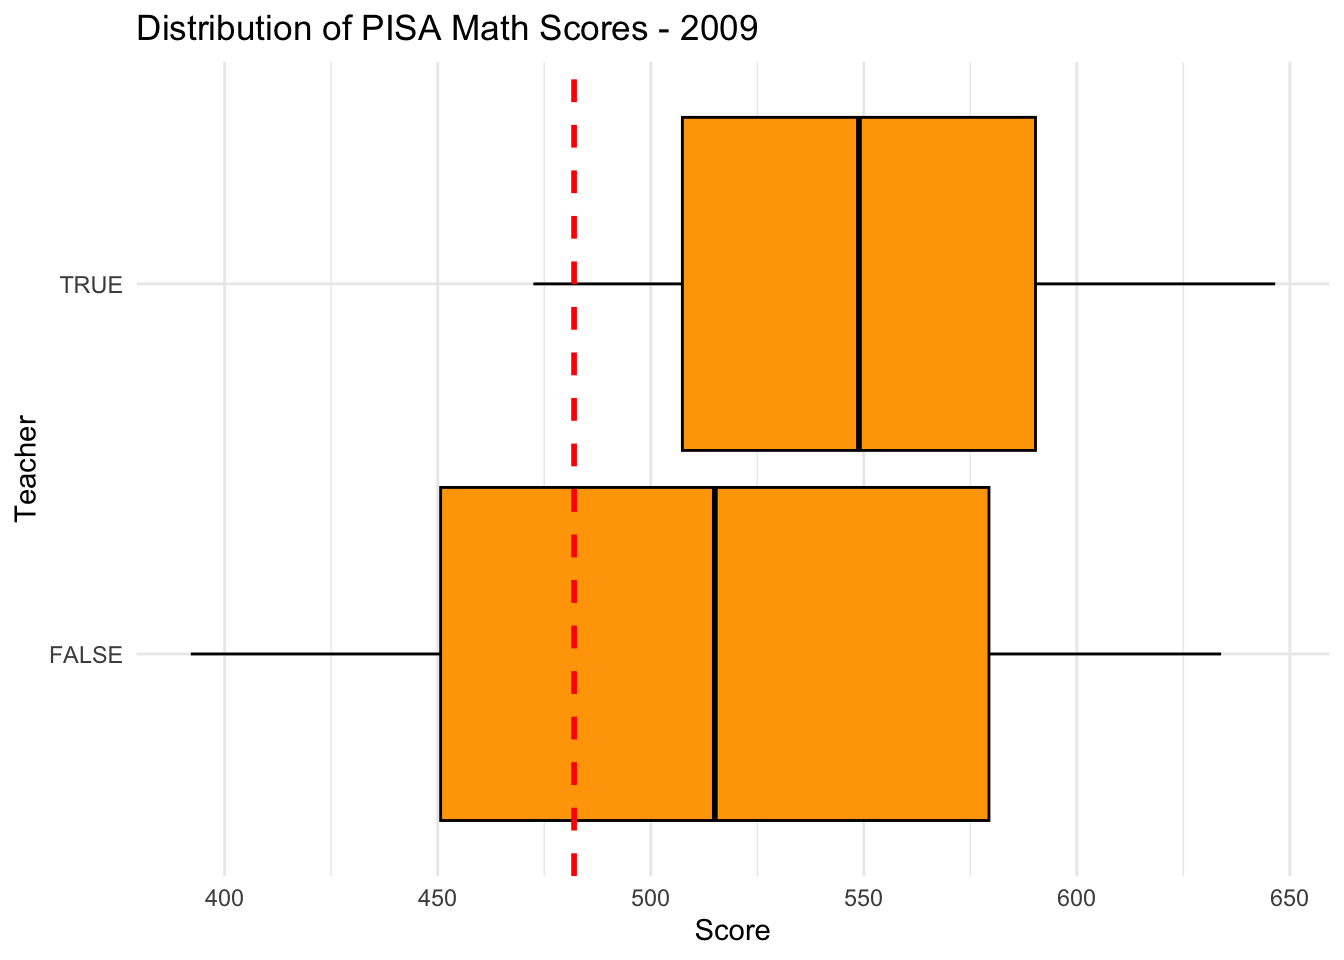 Distribution of PISA Math Scores - 2009
TRUE
Teacher
FALSE
400 450 500 550 600 650
Score